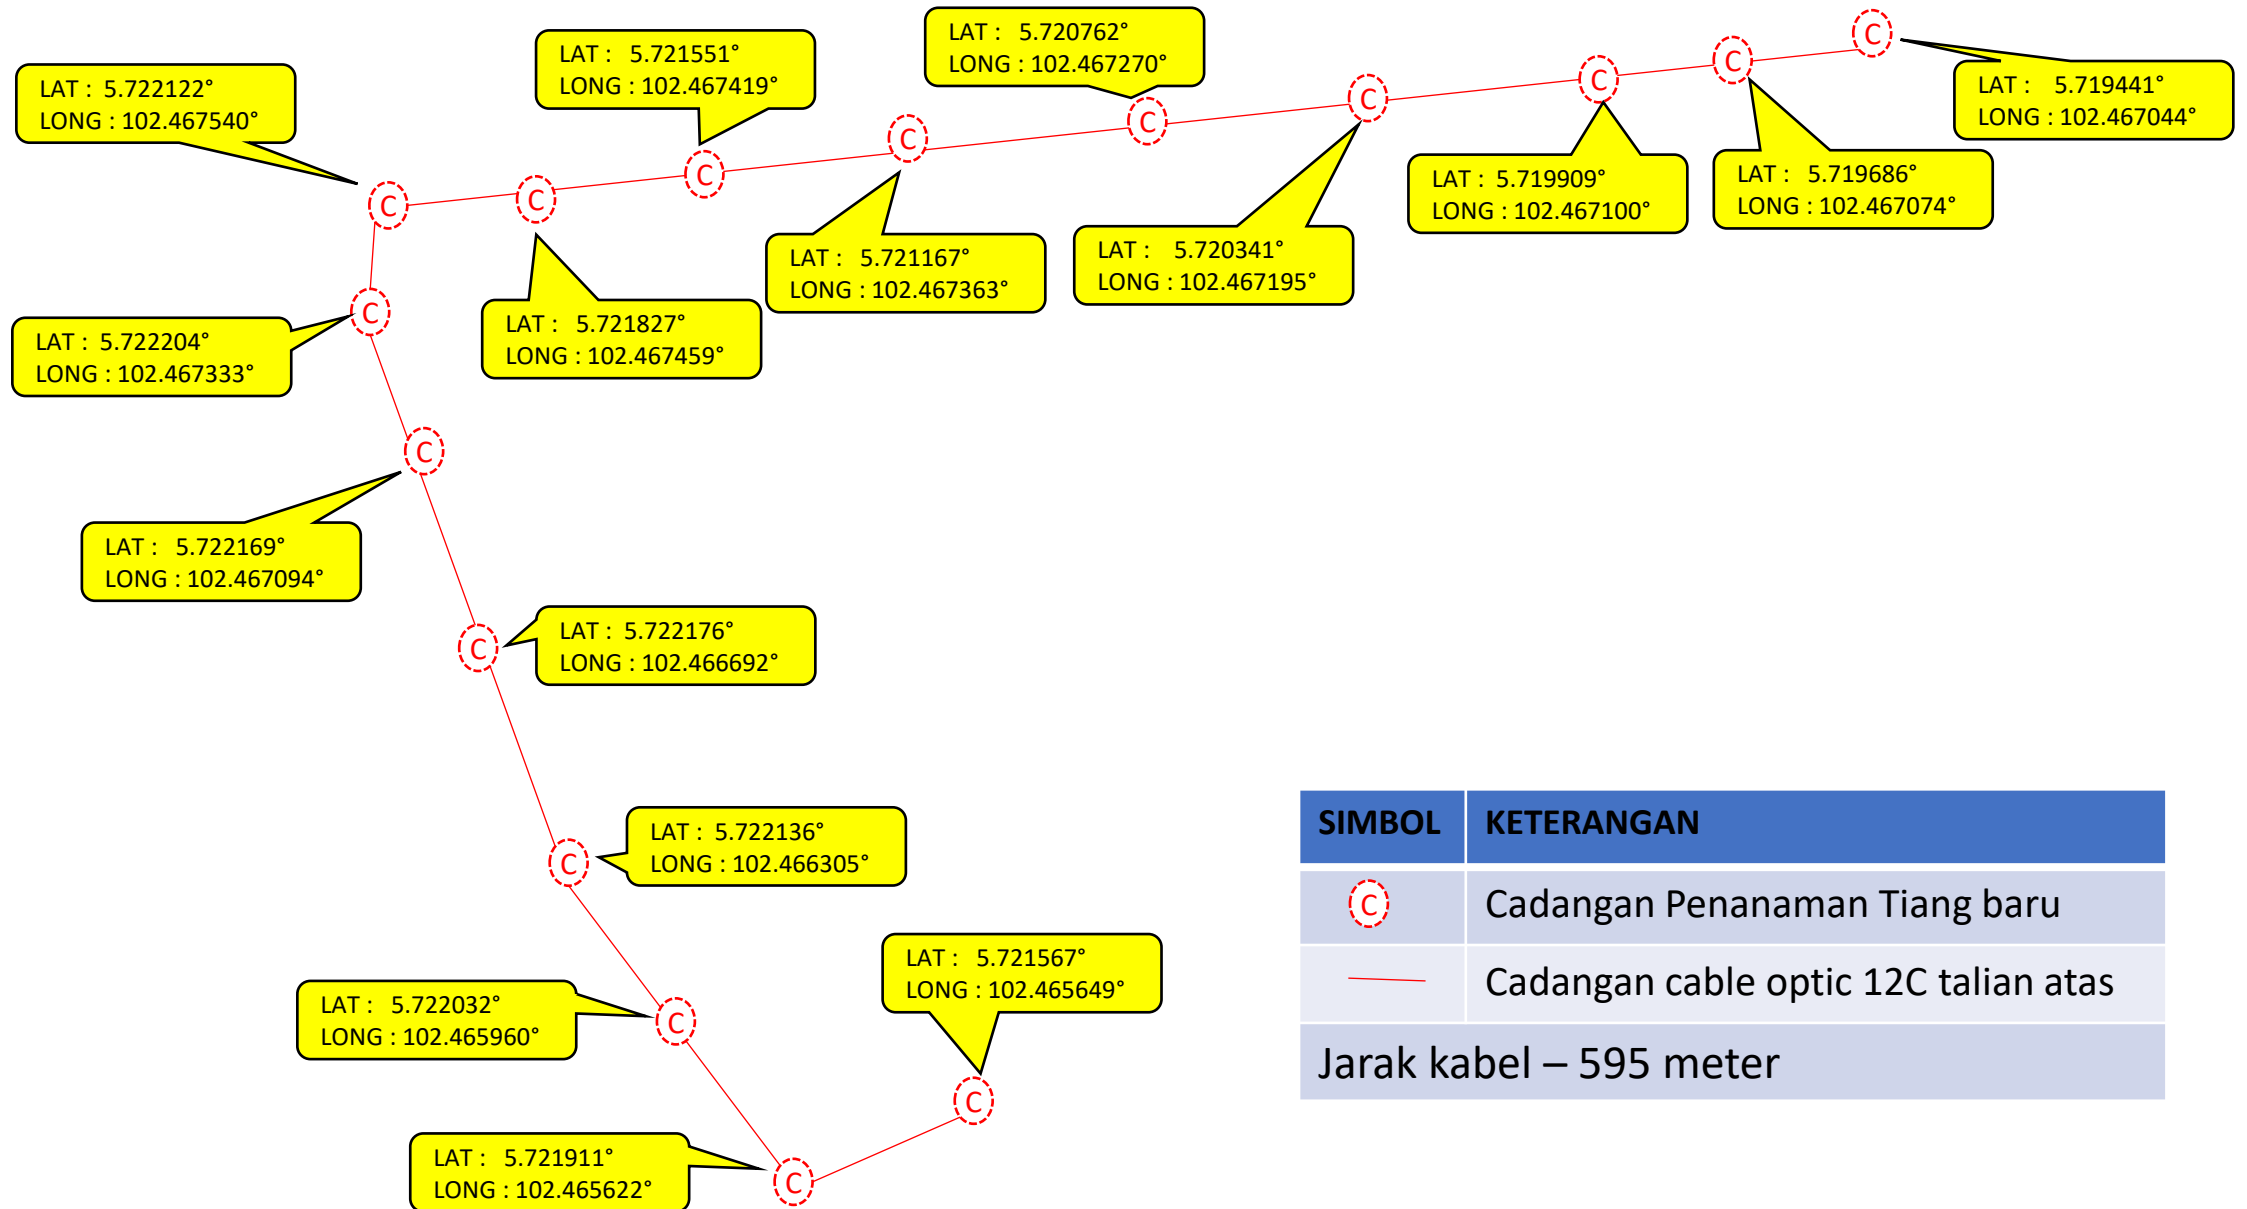 LAT :   5.720762°
LONG : 102.467270°
C
LAT :   5.721551°
LONG : 102.467419°
C
C
LAT :  5.722122°
LONG : 102.467540°
LAT :    5.719441°
LONG : 102.467044°
C
C
C
C
LAT : 5.719909°
LONG : 102.467100°
LAT :   5.719686°
LONG : 102.467074°
C
C
C
LAT :    5.721167°
LONG : 102.467363°
LAT :    5.720341°
LONG : 102.467195°
C
LAT :  5.722204°
LONG : 102.467333°
LAT :   5.721827°
LONG : 102.467459°
C
LAT :   5.722169°
LONG : 102.467094°
C
LAT :  5.722176°
LONG : 102.466692°
C
LAT :  5.722136°
LONG : 102.466305°
LAT :   5.721567°
LONG : 102.465649°
LAT :   5.722032°
LONG : 102.465960°
C
C
LAT :   5.721911°
LONG : 102.465622°
C
SIMBOL KETERANGAN
C Cadangan Penanaman Tiang baru
Cadangan cable optic 12C talian atas
Jarak kabel – 595 meter